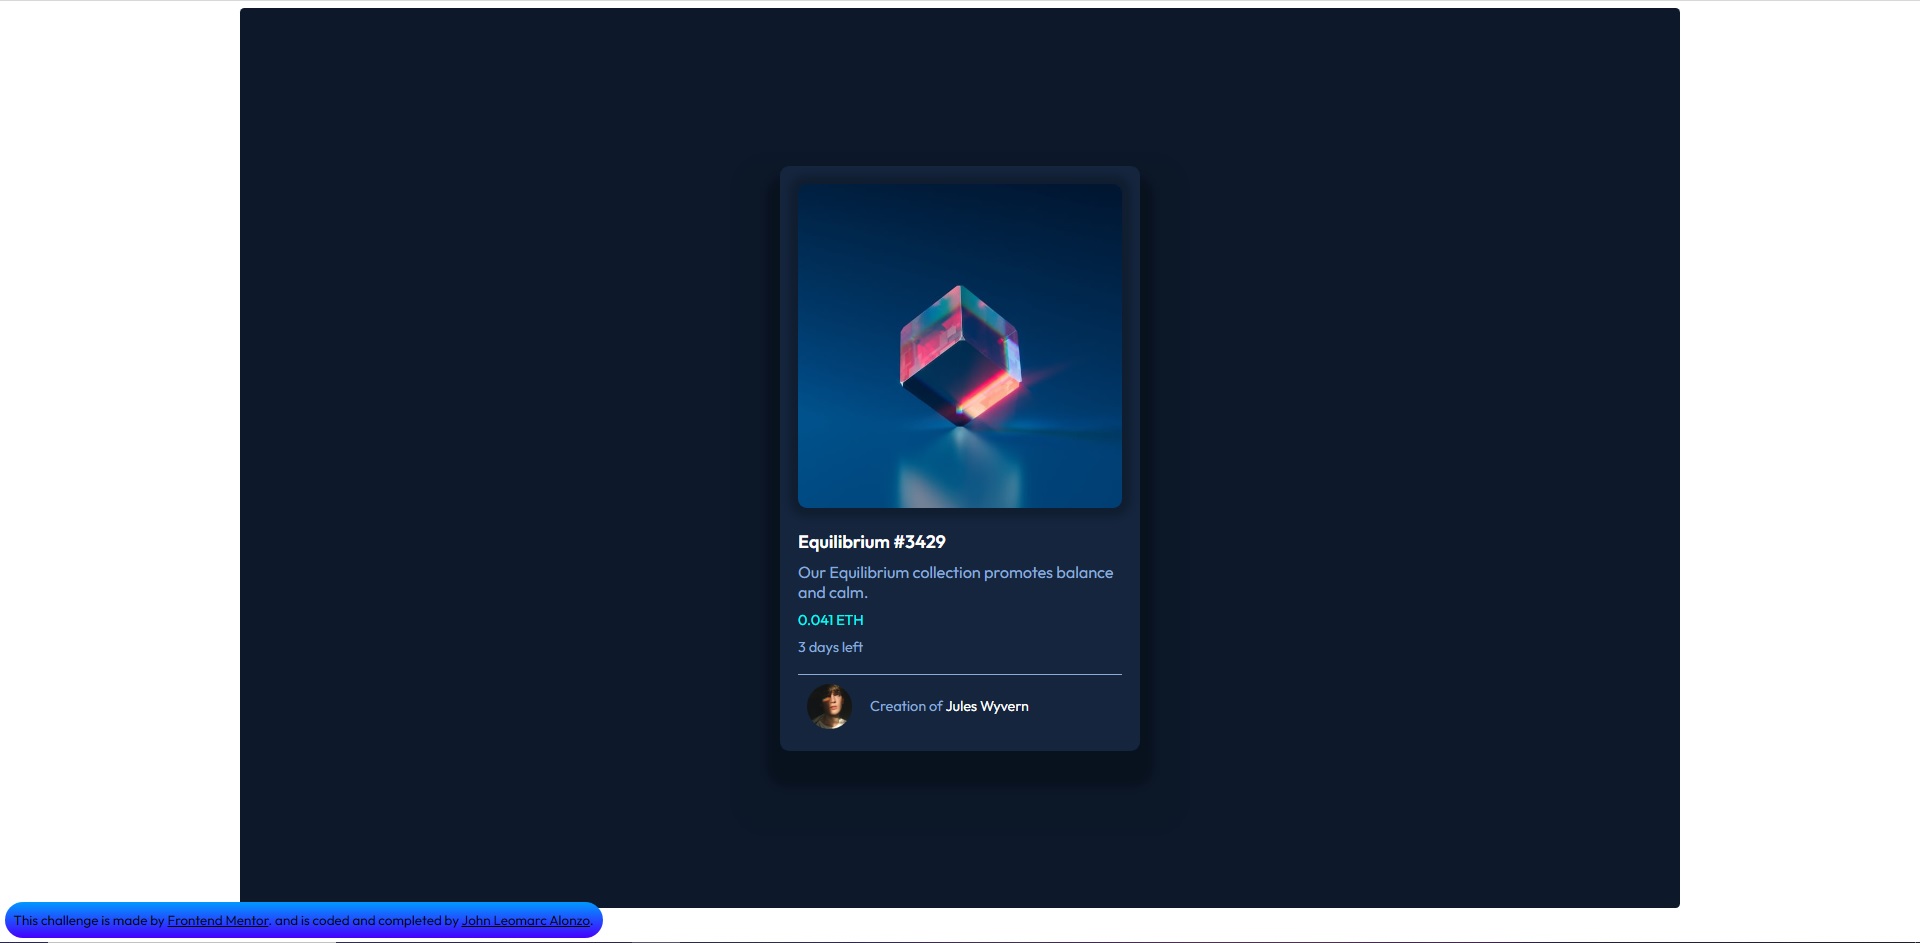 Equilibrium #3429
Our Equilibrium collection promotes balance
and calm.
0.041 ETH
3 days left
Creation of Jules Wyvern
This challenge is made by Frontend Mentor. and is coded and completed by John Leomarc Alonzo.